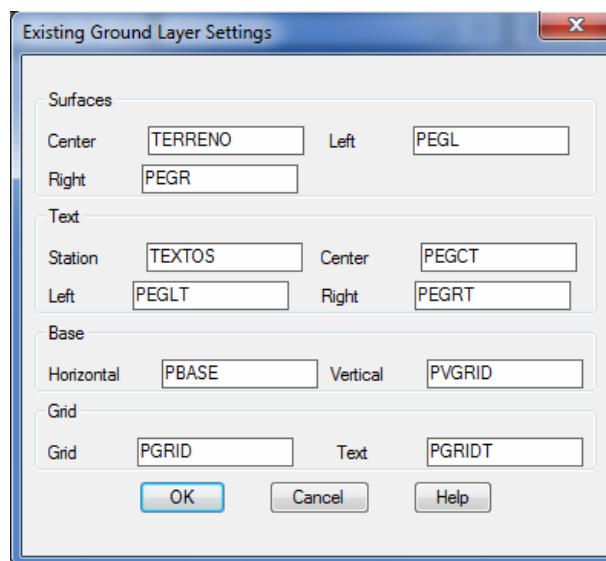 Existing Ground Layer Settings
Surfaces
Center TERRENO Left PEGL
Right PEGR
Text
Station TEXTOS Center PEGCT
Left PEGLT Right PEGRT
Base
Horizontal PBASE Vertical PVGRID
Grid
Grid PGRID Text PGRIDT
OK Cancel Help